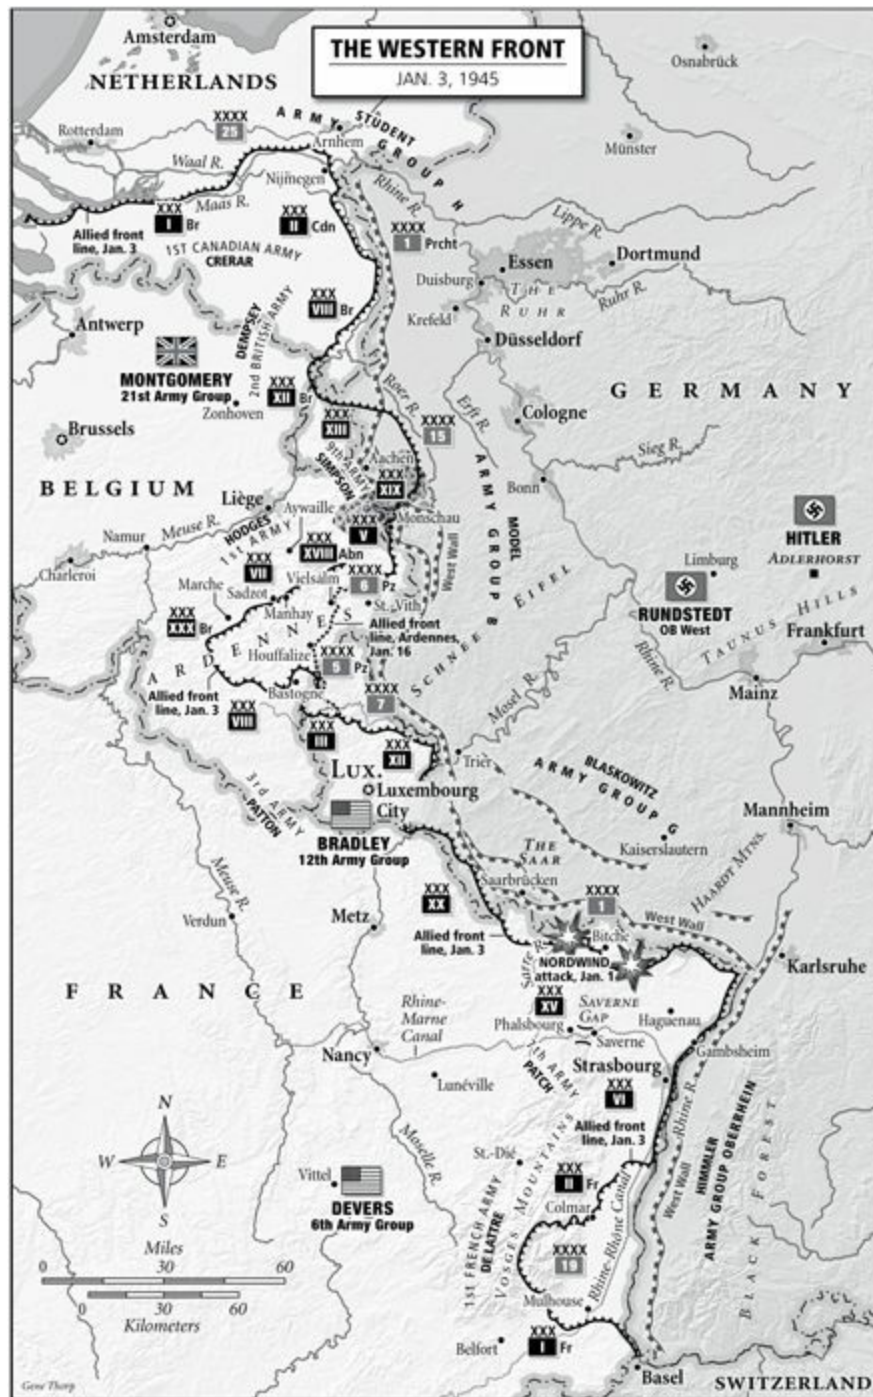 THE WESTERN FRONT
JAN. 3, 1945
Amsterdam
NETHERLANDS
Osnabrück
XXXX
25
ARMY STUDENT
GROUP H
Rotterdam
Arnhem
Münster
Waal R.
Nijmegen
Maas R.
Rhine R.
Lippe R.
Allied front
line, Jan. 3
XXX
I Br
XXX
II Cdn
XXXX
1 Prcht
1ST CANADIAN ARMY
CRERAR
Essen
Dortmund
Duisburg
THE
RUHR
Ruhr R.
Krefeld
XXX
VIII Br
Antwerp
DEMPSEY
2nd BRITISH ARMY
Düsseldorf
MONTGOMERY
21st Army Group
GERMANY
XXX
XII Br
Zonhoven
Roer R.
Erft R.
Cologne
Brussels
XXX
XIII
XXXX
15
Sieg R.
9th ARMY
SIMPSON
Aachen
XXX
XIX
BELGIUM
Bonn
Liège
Aywaille
HODGES
1st ARMY
Monschau
MODEL
ARMY GROUP B
HITLER
ADLERHORST
Namur
Meuse R.
XXX
V
XXX
XVIII Abn
West Wall
Charleroi
XXX
VII
Vielsalm
XXXX
6 Pz
Limburg
Marche
Sadzot
Manhay
St. Vith
SCHNEE EIFEL
RUNDSTEDT
OB West
TAUNUS HILLS
XXX
XXX Br
ARDENNES
Allied front
line, Ardennes,
Jan. 16
Frankfurt
Houffalize
XXXX
5 Pz
Rhine R.
Allied front
line, Jan. 3
Bastogne
XXXX
7
Mosel R.
Mainz
XXX
VIII
XXX
III
XXX
XII
Trier
LUX.
Luxembourg
City
BLASKOWITZ
ARMY GROUP G
3rd ARMY
PATTON
Mannheim
BRADLEY
12th Army Group
THE
SAAR
Kaiserslautern
HAARDT MTNS.
Meuse R.
Saarbrücken
XXX
XX
XXXX
1
West Wall
Verdun
Metz
Allied front
line, Jan. 3
Bitche
Sarre R.
NORDWIND
attack, Jan. 1
Karlsruhe
FRANCE
XXX
XV
SAVERNE
GAP
Haguenau
Rhine-
Marne
Canal
Phalsbourg
Saverne
Nancy
Gambsheim
7th ARMY
PATCH
Lunéville
Strasbourg
XXX
VI
Rhine R.
Allied front
line, Jan. 3
HIMMLER
ARMY GROUP OBERRHEIN
BLACK FOREST
West Wall
N
W E
S
Moselle R.
St.-Dié
VOSGES MOUNTAINS
XXX
II Fr
Vittel
DEVERS
6th Army Group
Colmar
1st FRENCH ARMY
DE LATTRE
Rhine-Rhône Canal
XXXX
19
Miles
0 30 60
0 30 60
Kilometers
Mulhouse
XXX
I Fr
Belfort
Basel
SWITZERLAND
Gene Thorp